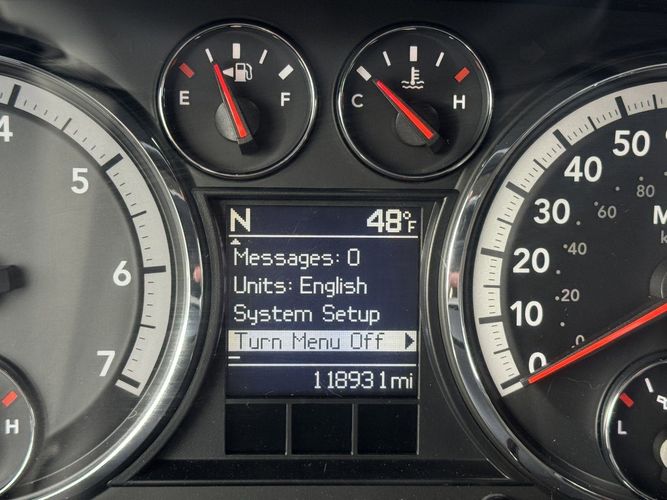 E F
C H
4
5
6
7
H
N 48°F
Messages: 0
Units: English
System Setup
Turn Menu Off
118931mi
50
40
30
20
10
0
80
60
40
20
0
M
k
L